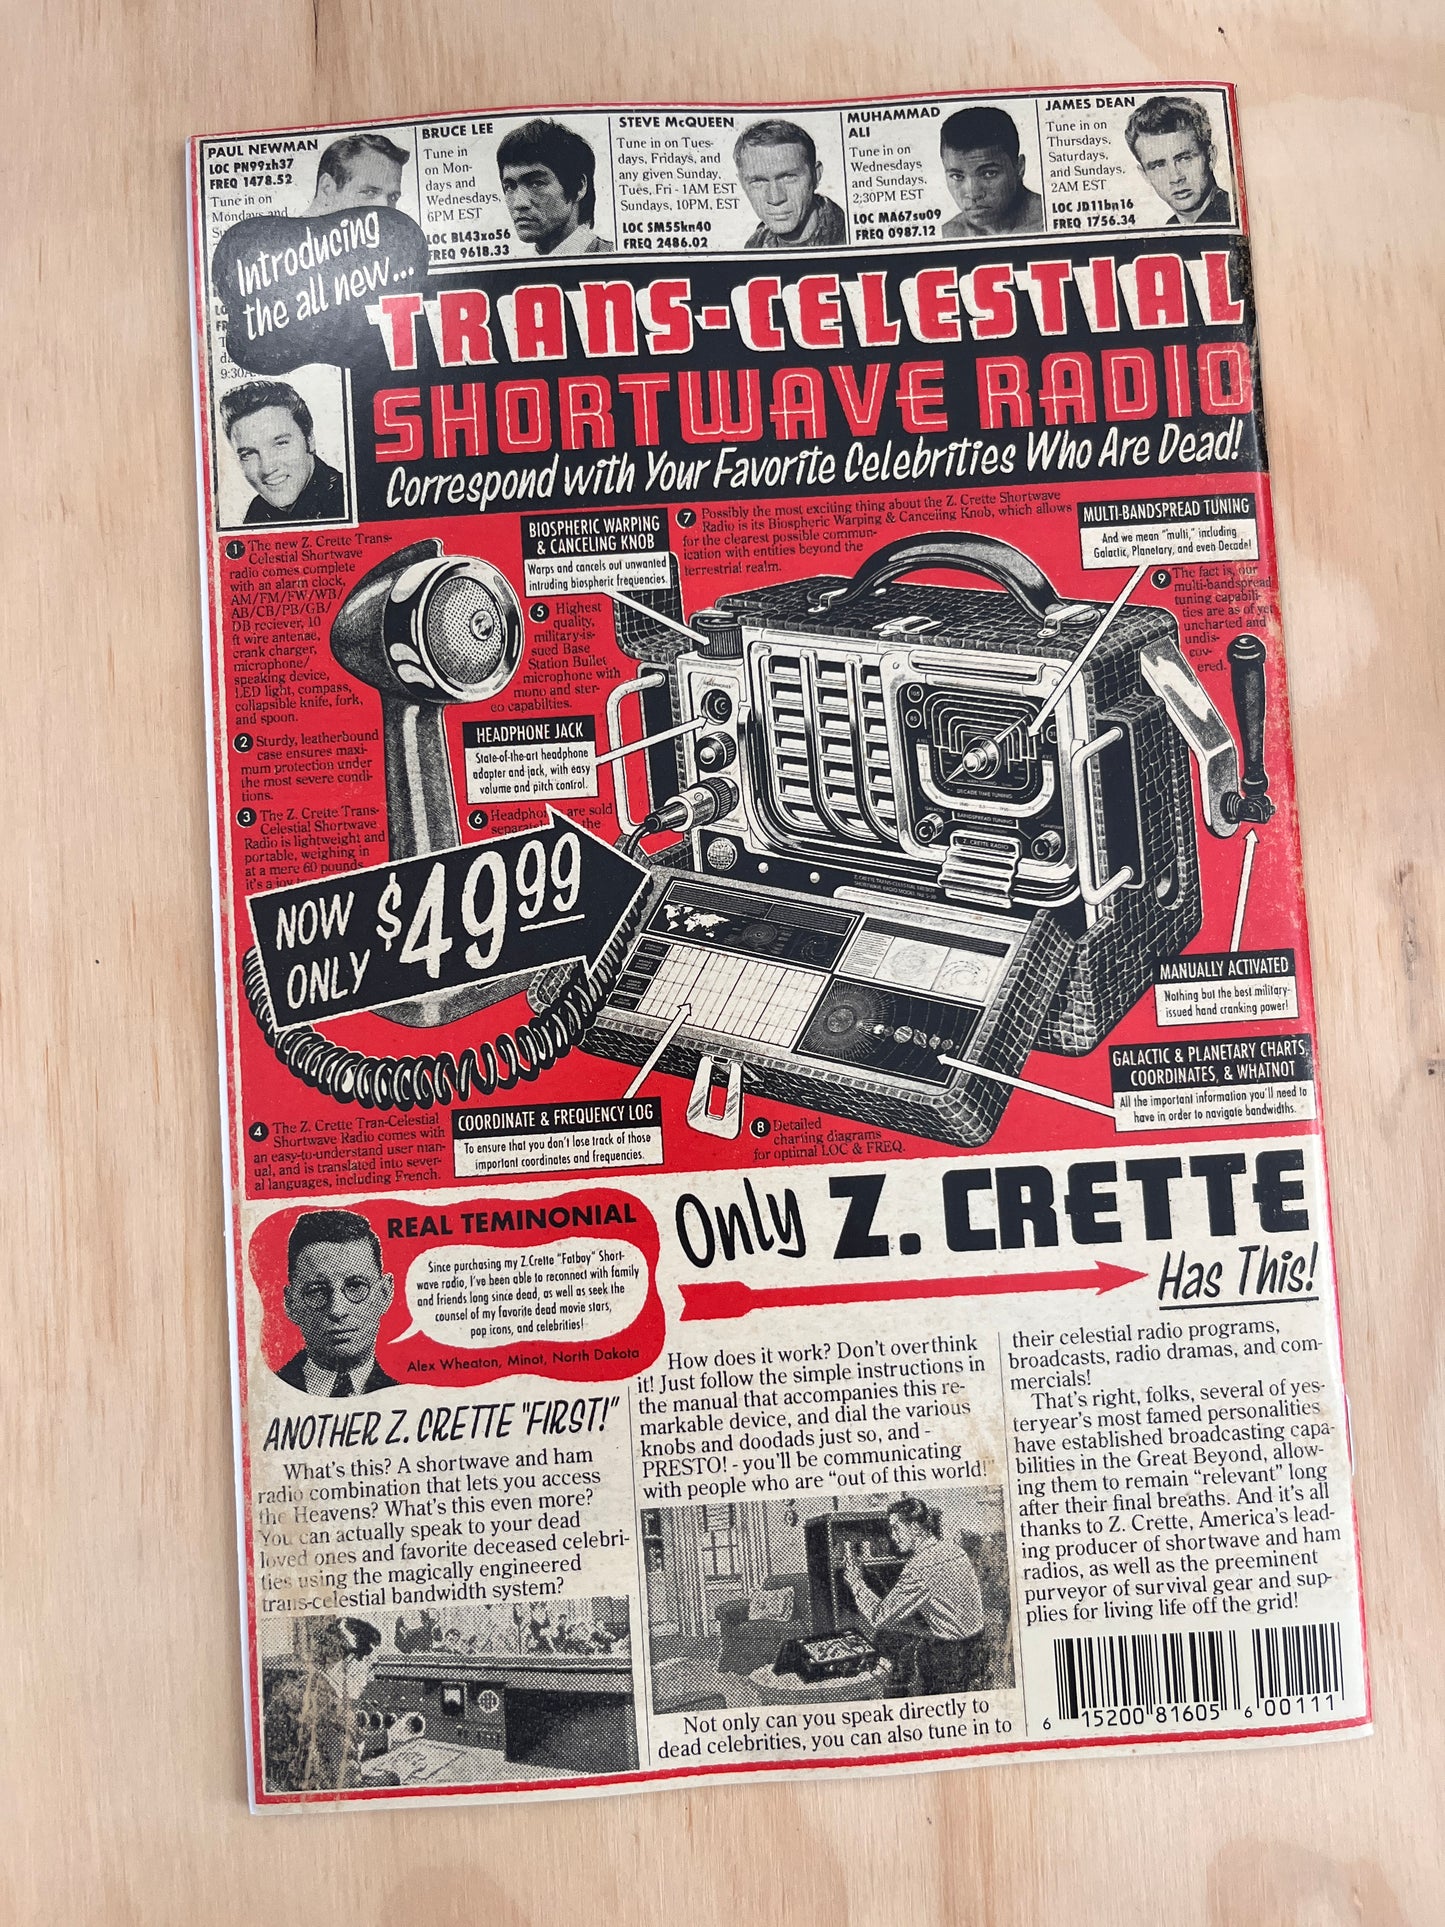 PAUL NEWMAN
LOC PN99zh37
FREQ 1478.52
Tune in on
Mondays and
BRUCE LEE
Tune in
on Mon-
days and
Wednesdays,
6PM EST
LOC BL43xo56
FREQ 9618.33
STEVE McQUEEN
Tune in on Tues-
days, Fridays, and
any given Sunday.
Tues, Fri - 1AM EST
Sundays, 10PM, EST
LOC SM55kn40
FREQ 2486.02
MUHAMMAD
ALI
Tune in on
Wednesdays
and Sundays,
2:30PM EST
LOC MA67su09
FREQ 0987.12
JAMES DEAN
Tune in on
Thursdays,
Saturdays,
and Sundays.
2AM EST
LOC JD11bn16
FREQ 1756.34
Introducing
the all new...
9:30A
TRANS-CELESTIAL
SHORTWAVE RADIO
Correspond with Your Favorite Celebrities Who Are Dead!
1 The new Z. Crette Trans-
Celestial Shortwave
radio comes complete
with an alarm clock,
AM/FM/FW/WB/
AB/CB/PB/GB/
DB reciever, 10
ft wire antenae,
crank charger,
microphone/
speaking device,
LED light, compass,
collapsible knife, fork,
and spoon.
2 Sturdy, leatherbound
case ensures maxi-
mum protection under
the most severe condi-
tions.
3 The Z. Crette Trans-
Celestial Shortwave
Radio is lightweight and
portable, weighing in
at a mere 60 pounds
it's a joy
BIOSPHERIC WARPING
& CANCELING KNOB
Warps and cancels out unwanted
intruding biospheric frequencies.
5 Highest
quality,
military-is-
sued Base
Station Bullet
microphone with
mono and ster-
eo capabilties.
HEADPHONE JACK
State-of-the-art headphone
adapter and jack, with easy
volume and pitch control.
6 Headphones are sold
separately the
7 Possibly the most exciting thing about the Z. Crette Shortwave
Radio is its Biospheric Warping & Canceling Knob, which allows
for the clearest possible commun-
ication with entities beyond the
terrestrial realm.
MULTI-BANDSPREAD TUNING
And we mean "multi," including
Galactic, Planetary, and even Decade!
9 The fact is, our
multi-bandspread
tuning capabili-
ties are as of yet
uncharted and
undis-
cov-
ered.
DECADE TIME TUNING
BANDSPREAD TUNING
Z. CRETTE RADIO
NOW
ONLY
$49.99
MANUALLY ACTIVATED
Nothing but the best military-
issued hand cranking power!
GALACTIC & PLANETARY CHARTS,
COORDINATES, & WHATNOT
All the important information you'll need to
have in order to navigate bandwidths.
4 The Z. Crette Tran-Celestial
Shortwave Radio comes with
an easy-to-understand user man-
ual, and is translated into sever-
al languages, including French.
COORDINATE & FREQUENCY LOG
To ensure that you don't lose track of those
important coordinates and frequencies.
8 Detailed
charting diagrams
for optimal LOC & FREQ.
REAL TEMINONIAL
Since purchasing my Z.Crette "Fatboy" Short-
wave radio, I've been able to reconnect with family
and friends long since dead, as well as seek the
counsel of my favorite dead movie stars,
pop icons, and celebrities!
Alex Wheaton, Minot, North Dakota
Only Z. CRETTE
Has This!
ANOTHER Z. CRETTE "FIRST!"
What's this? A shortwave and ham
radio combination that lets you access
the Heavens? What's this even more?
You can actually speak to your dead
loved ones and favorite deceased celebri-
ties using the magically engineered
trans-celestial bandwidth system?
How does it work? Don't overthink
it! Just follow the simple instructions in
the manual that accompanies this re-
markable device, and dial the various
knobs and doodads just so, and -
PRESTO! - you'll be communicating
with people who are "out of this world!"
Not only can you speak directly to
dead celebrities, you can also tune in to
their celestial radio programs,
broadcasts, radio dramas, and com-
mercials!
That's right, folks, several of yes-
teryear's most famed personalities
have established broadcasting capa-
bilities in the Great Beyond, allow-
ing them to remain "relevant" long
after their final breaths. And it's all
thanks to Z. Crette, America's lead-
ing producer of shortwave and ham
radios, as well as the preeminent
purveyor of survival gear and sup-
plies for living life off the grid!
6 15200 81605 6 00111